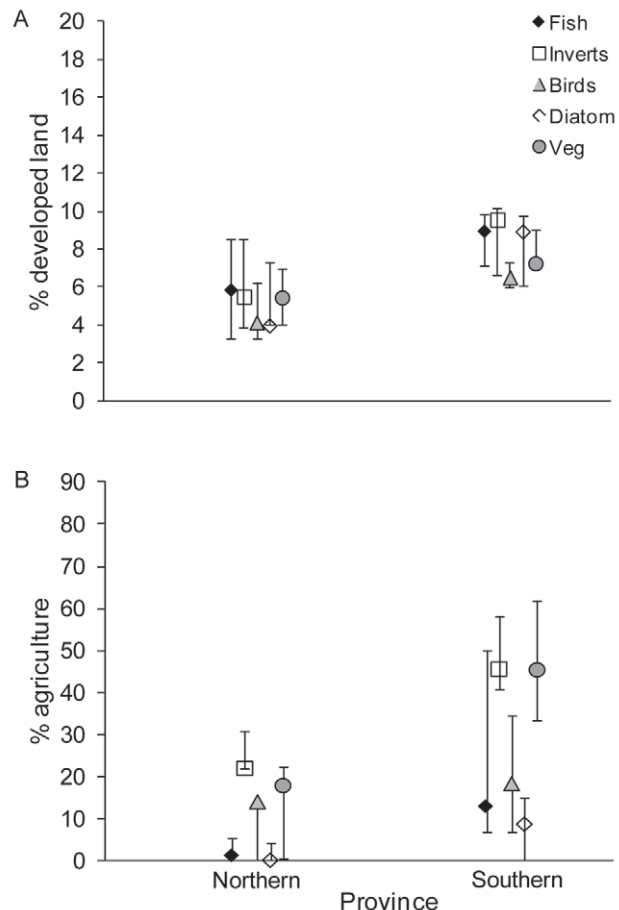 A
% developed land
20
18
16
14
12
10
8
6
4
2
0
Fish
Inverts
Birds
Diatom
Veg
B
% agriculture
90
80
70
60
50
40
30
20
10
0
Northern
Southern
Province